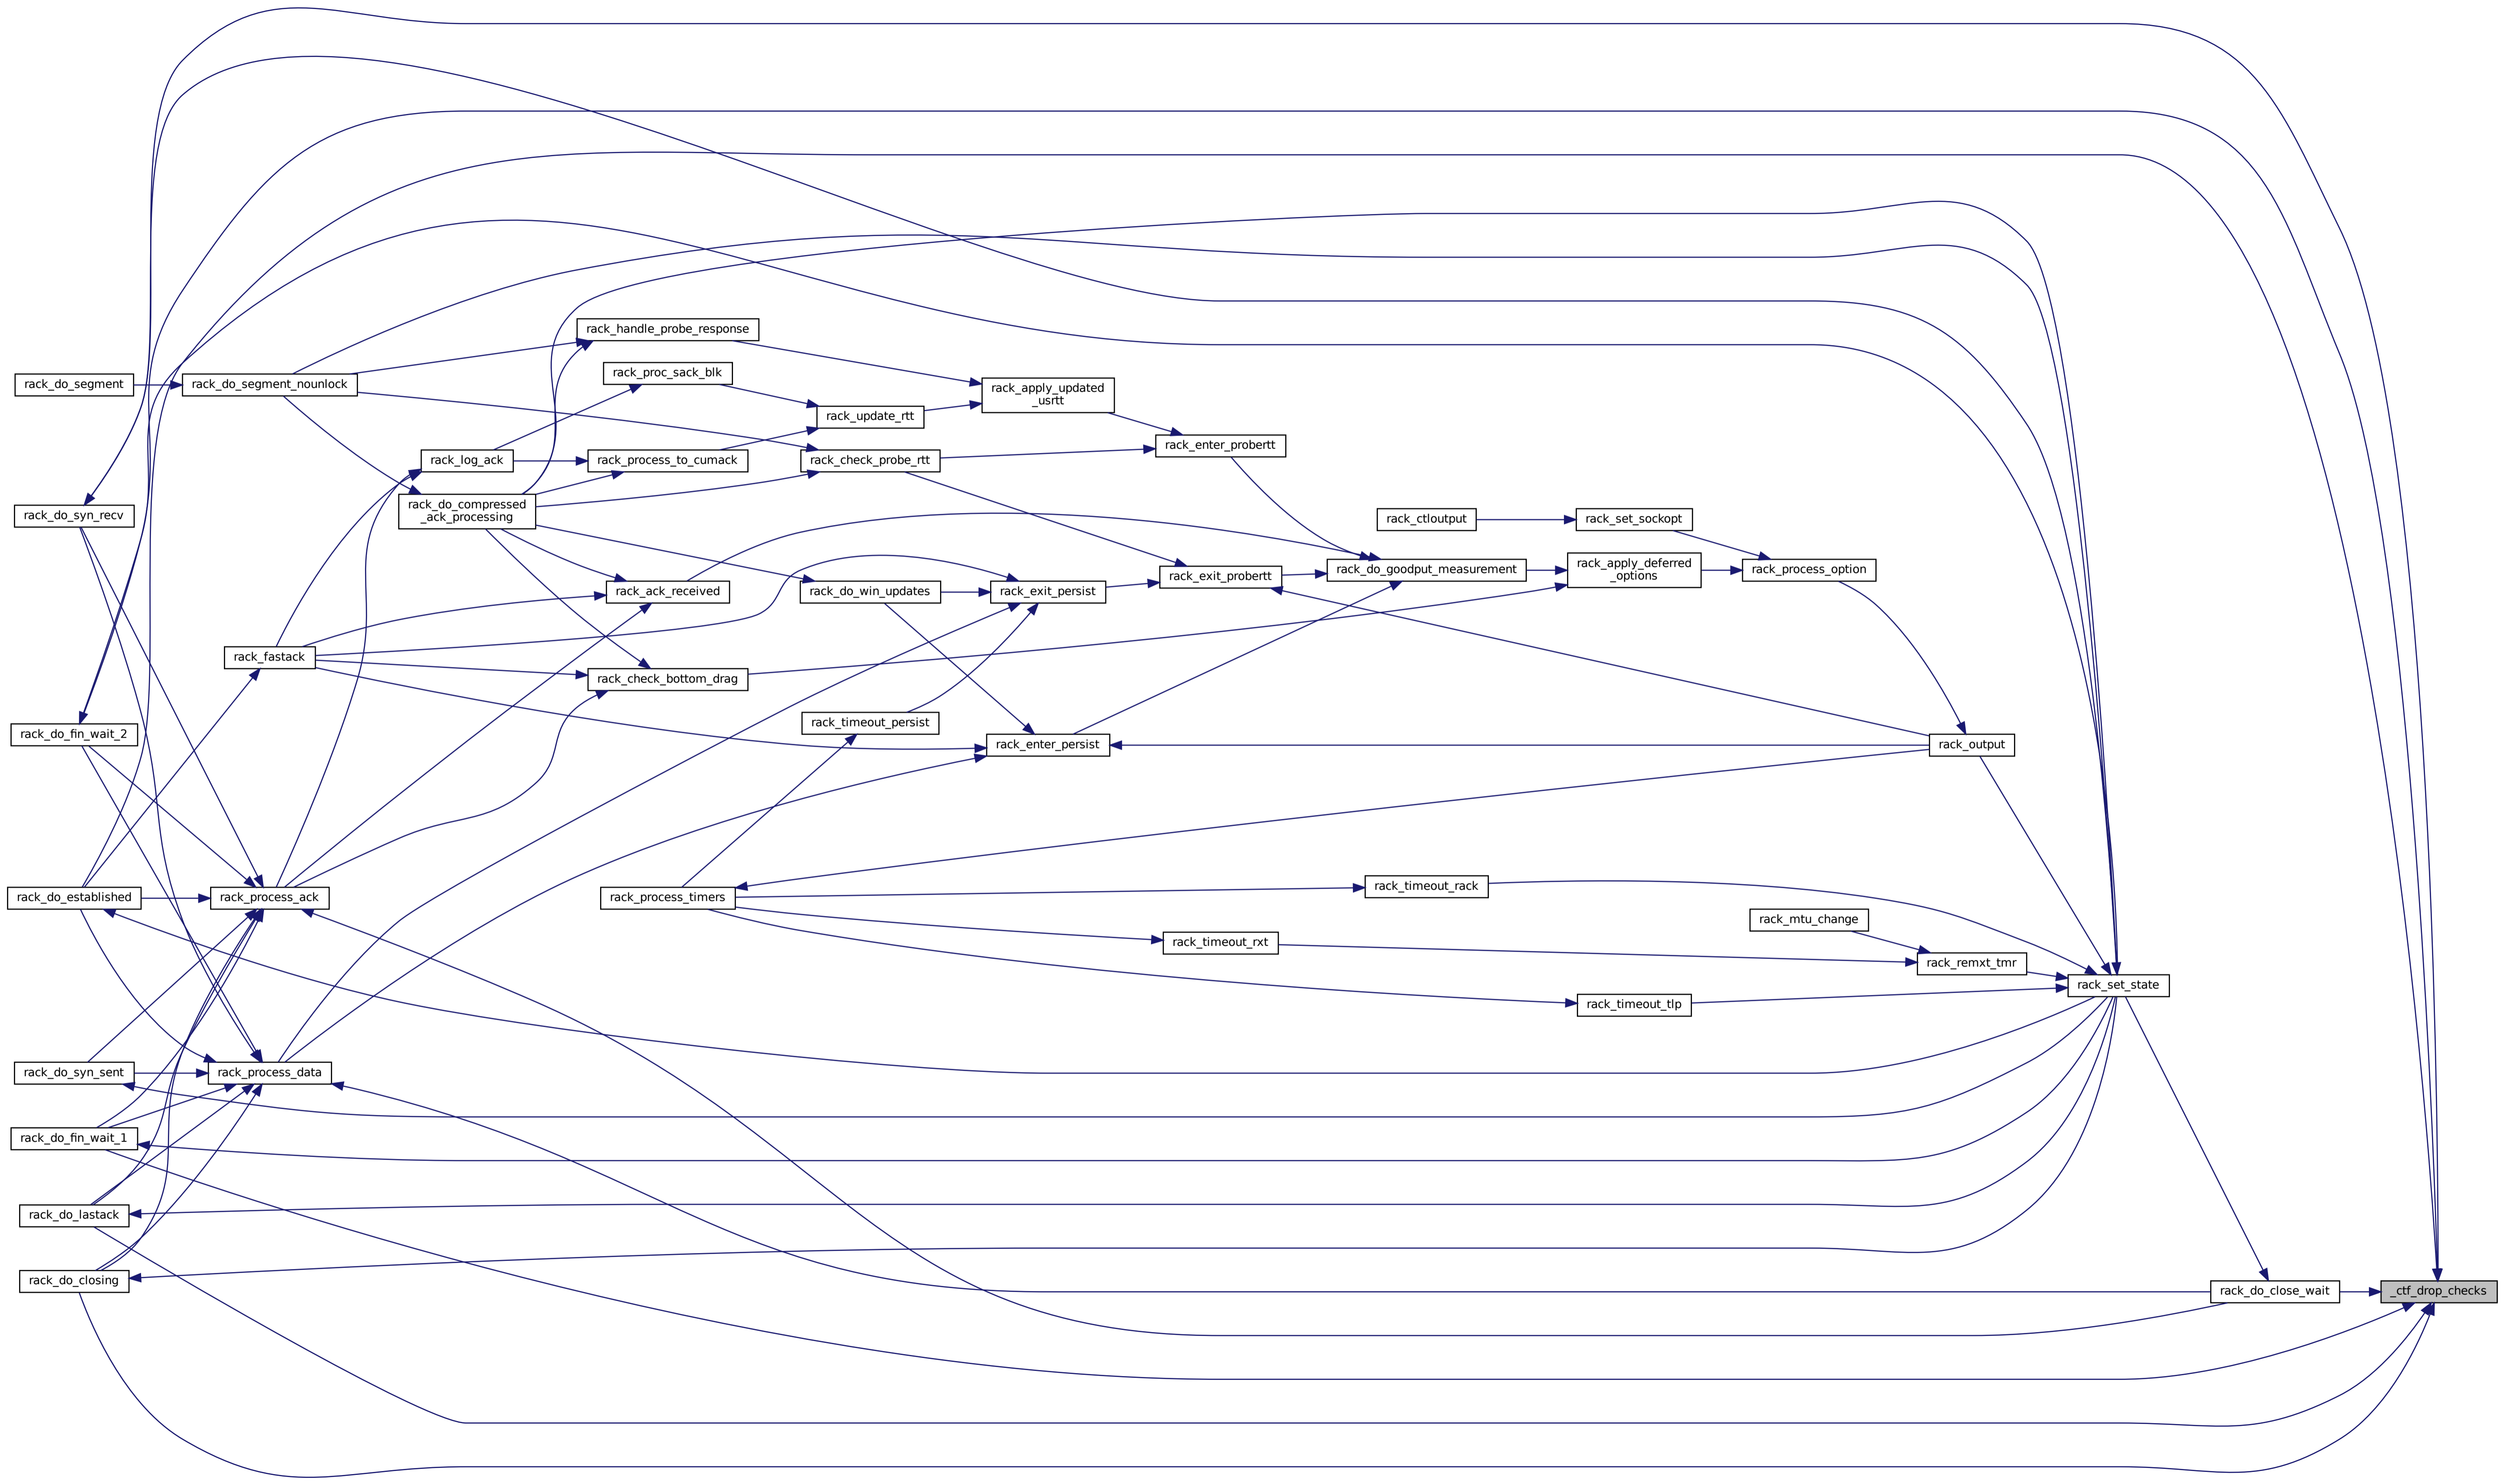 rack_handle_probe_response
rack_do_segment
rack_do_segment_nounlock
rack_proc_sack_blk
rack_apply_updated
_usrtt
rack_update_rtt
rack_enter_probertt
rack_log_ack
rack_process_to_cumack
rack_check_probe_rtt
rack_do_compressed
_ack_processing
rack_do_syn_recv
rack_ctloutput
rack_set_sockopt
rack_ack_received
rack_do_win_updates
rack_exit_persist
rack_exit_probertt
rack_do_goodput_measurement
rack_apply_deferred
_options
rack_process_option
rack_fastack
rack_check_bottom_drag
rack_do_fin_wait_2
rack_timeout_persist
rack_enter_persist
rack_output
rack_do_established
rack_process_ack
rack_process_timers
rack_timeout_rack
rack_mtu_change
rack_timeout_rxt
rack_remxt_tmr
rack_set_state
rack_timeout_tlp
rack_do_syn_sent
rack_process_data
rack_do_fin_wait_1
rack_do_lastack
rack_do_closing
rack_do_close_wait
_ctf_drop_checks